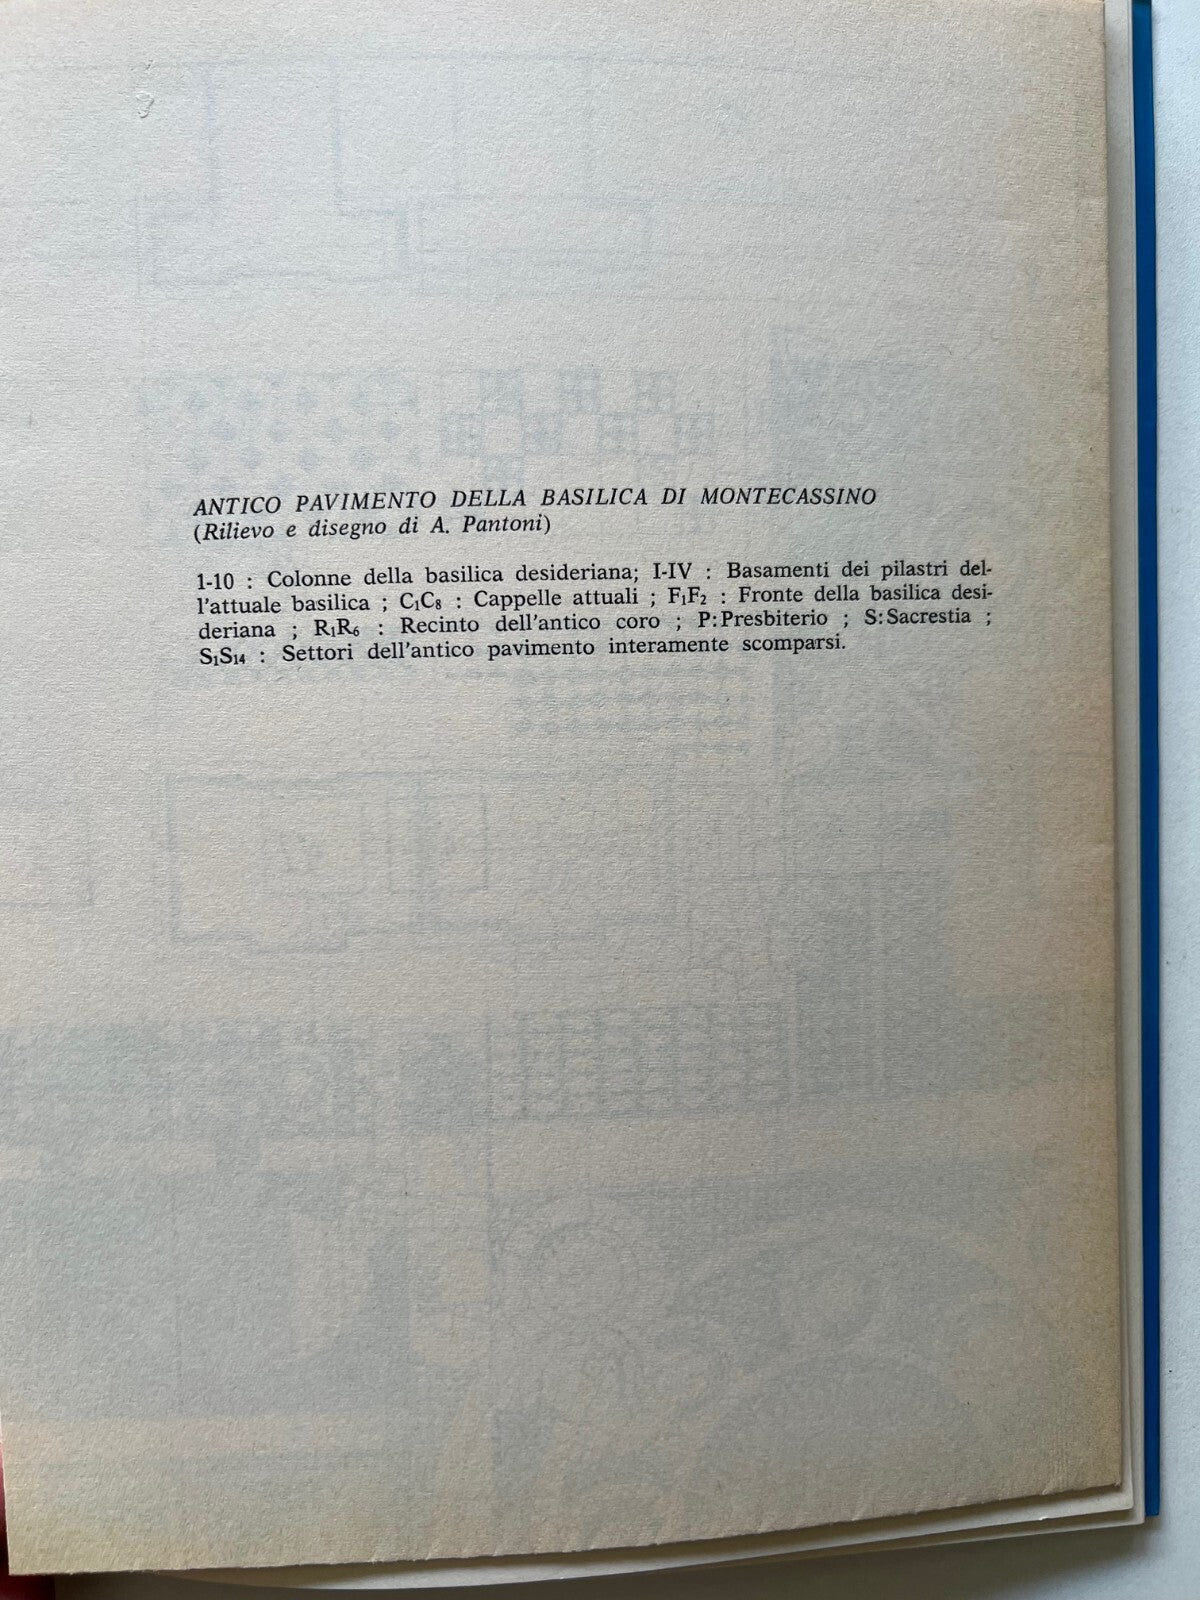 ANTICO PAVIMENTO DELLA BASILICA DI MONTECASSINO
(Rilievo e disegno di A. Pantoni)
1-10 : Colonne della basilica desideriana; I-IV : Basamenti dei pilastri del-
l'attuale basilica ; C₁C₈ : Cappelle attuali ; F₁F₂ : Fronte della basilica desi-
deriana ; R₁R₆ : Recinto dell'antico coro ; P: Presbiterio ; S: Sacrestia ;
S₁S₁₄ : Settori dell'antico pavimento interamente scomparsi.